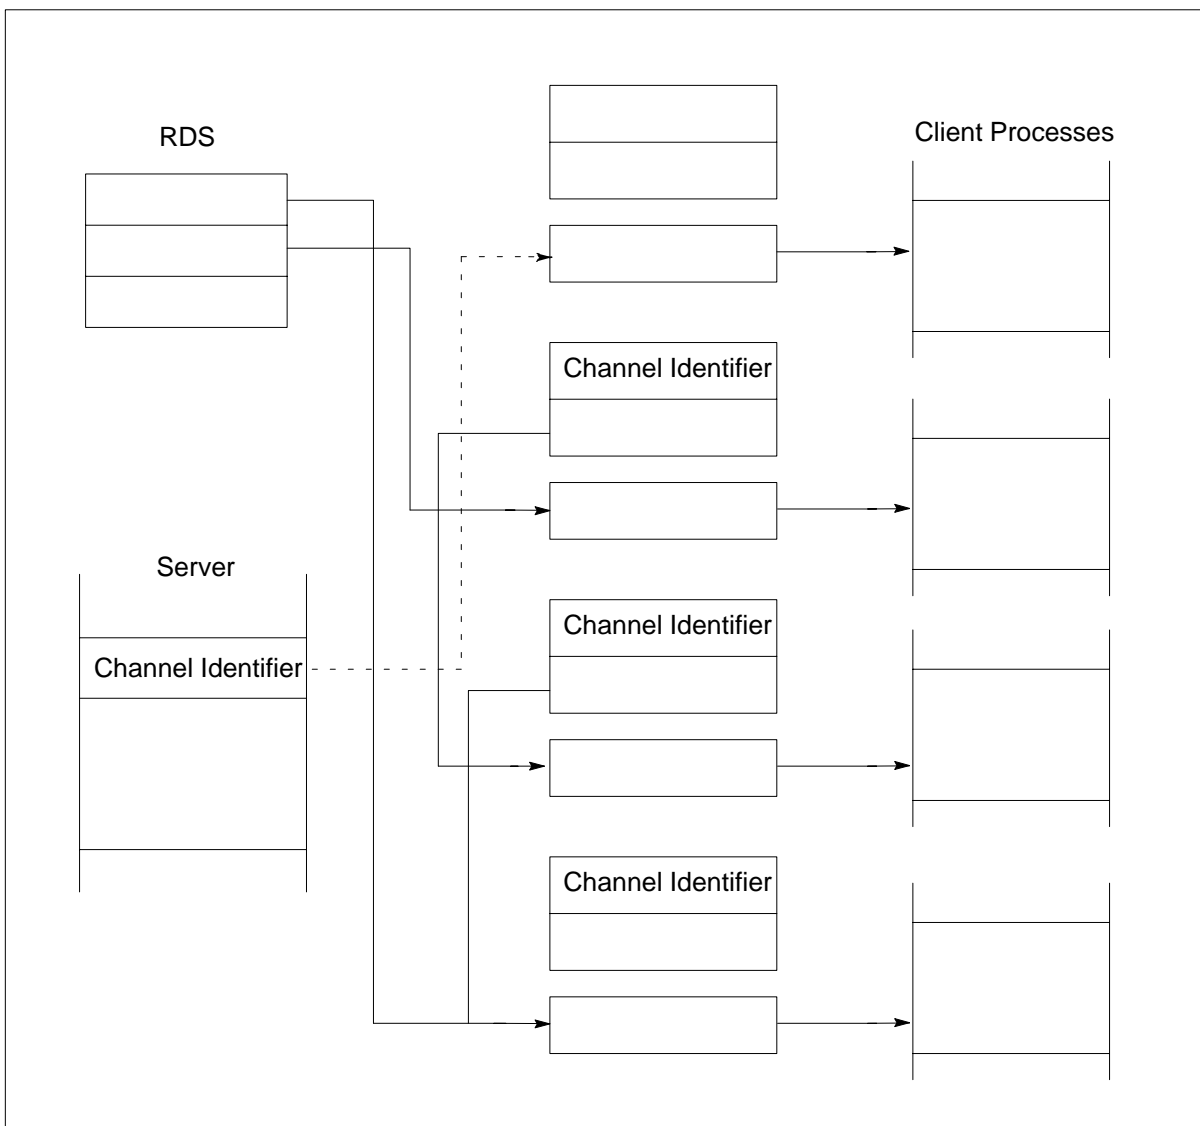 RDS
Client Processes
Channel Identifier
Server
Channel Identifier
Channel Identifier
Channel Identifier